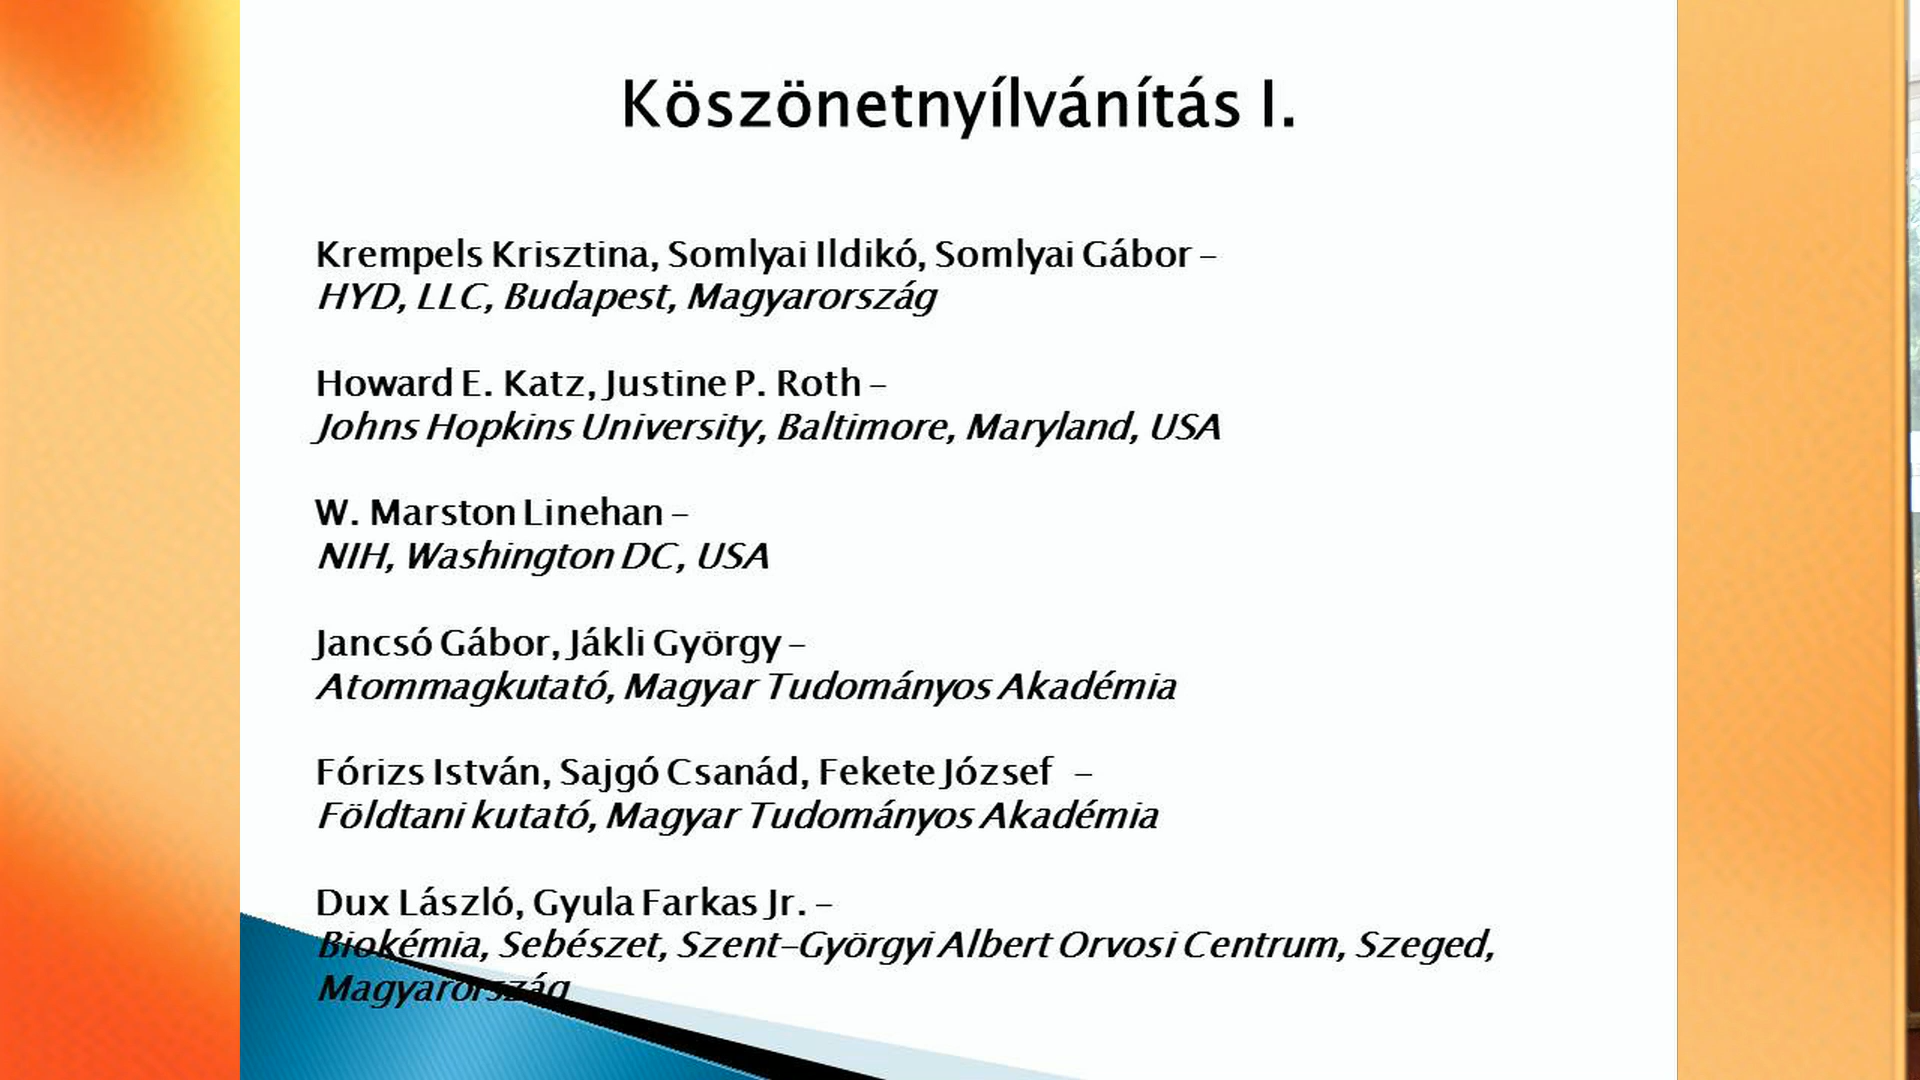 Köszönetnyílvánítás I.
Krempels Krisztina, Somlyai Ildikó, Somlyai Gábor –
HYD, LLC, Budapest, Magyarország
Howard E. Katz, Justine P. Roth –
Johns Hopkins University, Baltimore, Maryland, USA
W. Marston Linehan –
NIH, Washington DC, USA
Jancsó Gábor, Jákli György –
Atommagkutató, Magyar Tudományos Akadémia
Fórizs István, Sajgó Csanád, Fekete József –
Földtani kutató, Magyar Tudományos Akadémia
Dux László, Gyula Farkas Jr. –
Biokémia, Sebészet, Szent-Györgyi Albert Orvosi Centrum, Szeged,
Magyarország